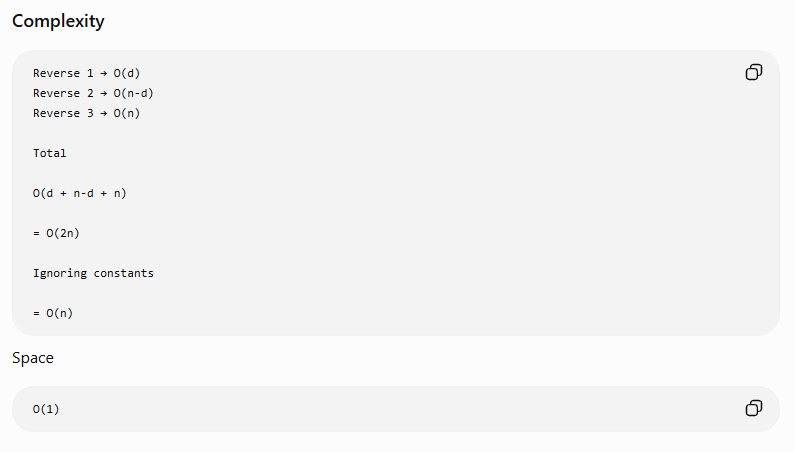 Complexity
Reverse 1 → O(d)
Reverse 2 → O(n-d)
Reverse 3 → O(n)
Total
O(d + n-d + n)
= O(2n)
Ignoring constants
= O(n)
Space
O(1)